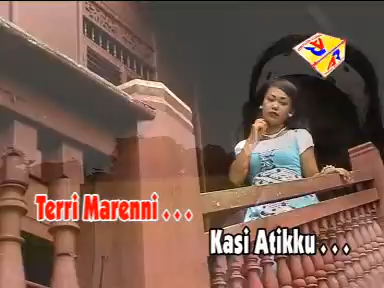 Terri Marenni . . .
Kasi Atikku . . .